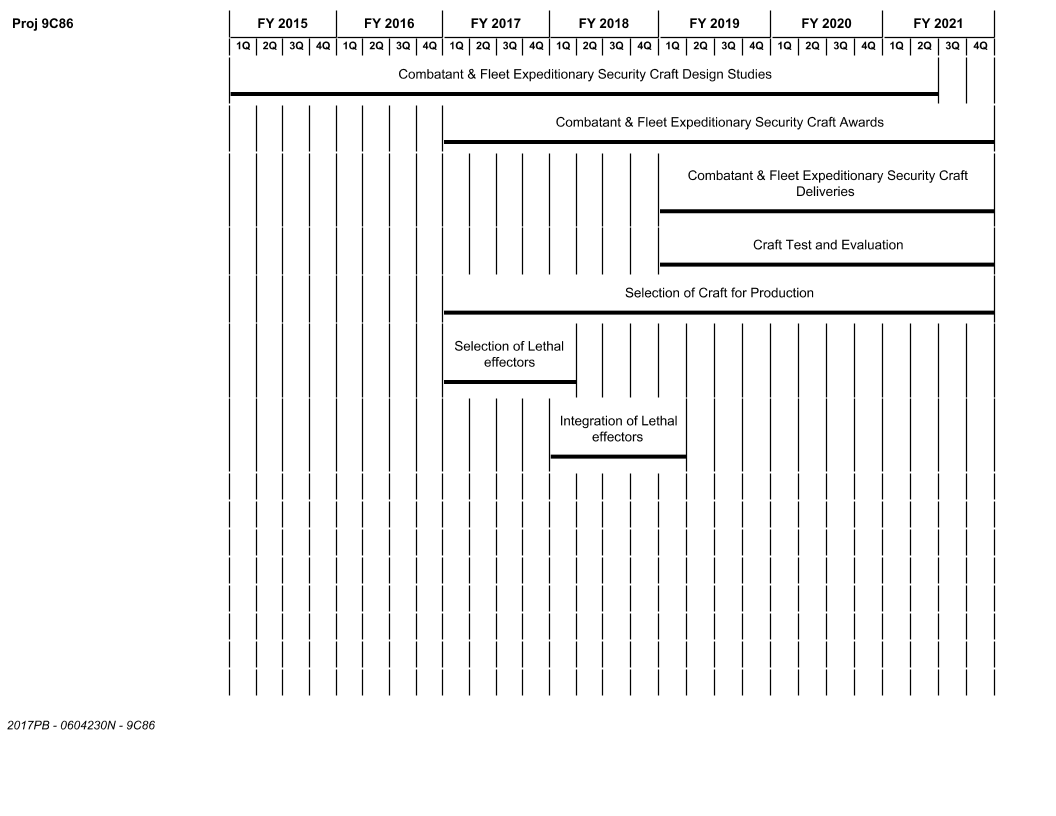 Proj 9C86
FY 2015 FY 2016 FY 2017 FY 2018 FY 2019 FY 2020 FY 2021
1Q 2Q 3Q 4Q 1Q 2Q 3Q 4Q 1Q 2Q 3Q 4Q 1Q 2Q 3Q 4Q 1Q 2Q 3Q 4Q 1Q 2Q 3Q 4Q 1Q 2Q 3Q 4Q
Combatant & Fleet Expeditionary Security Craft Design Studies
Combatant & Fleet Expeditionary Security Craft Awards
Combatant & Fleet Expeditionary Security Craft
Deliveries
Craft Test and Evaluation
Selection of Craft for Production
Selection of Lethal
effectors
Integration of Lethal
effectors
2017PB - 0604230N - 9C86